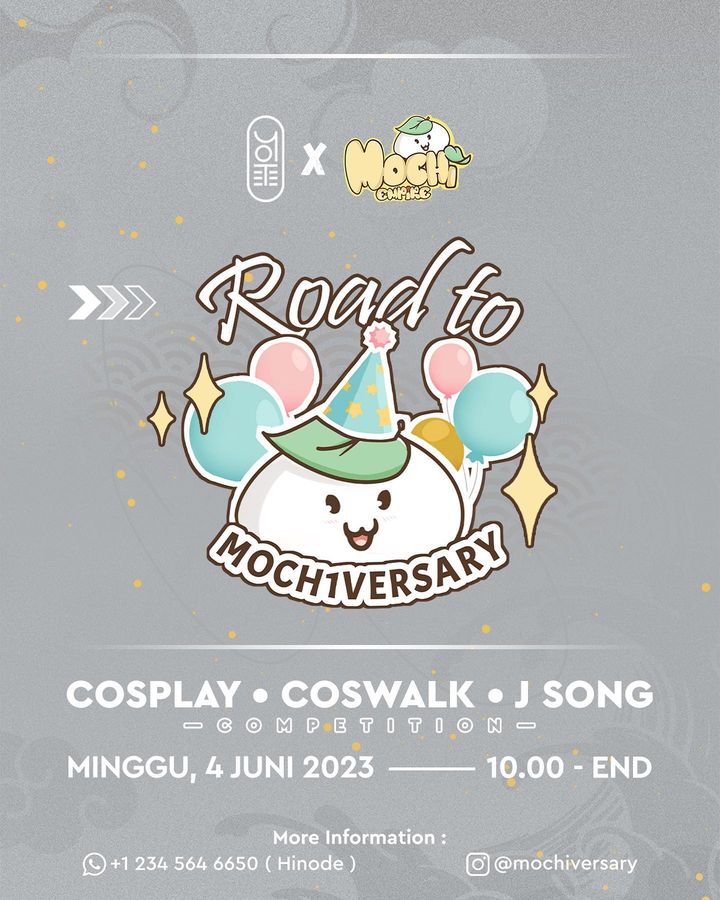 X
MOCHI
EMPIRE
Road to
MOCH1VERSARY
COSPLAY • COSWALK • J SONG
COMPETITION
MINGGU, 4 JUNI 2023 — 10.00 - END
More Information :
+1 234 564 6650 ( Hinode )
@mochiversary